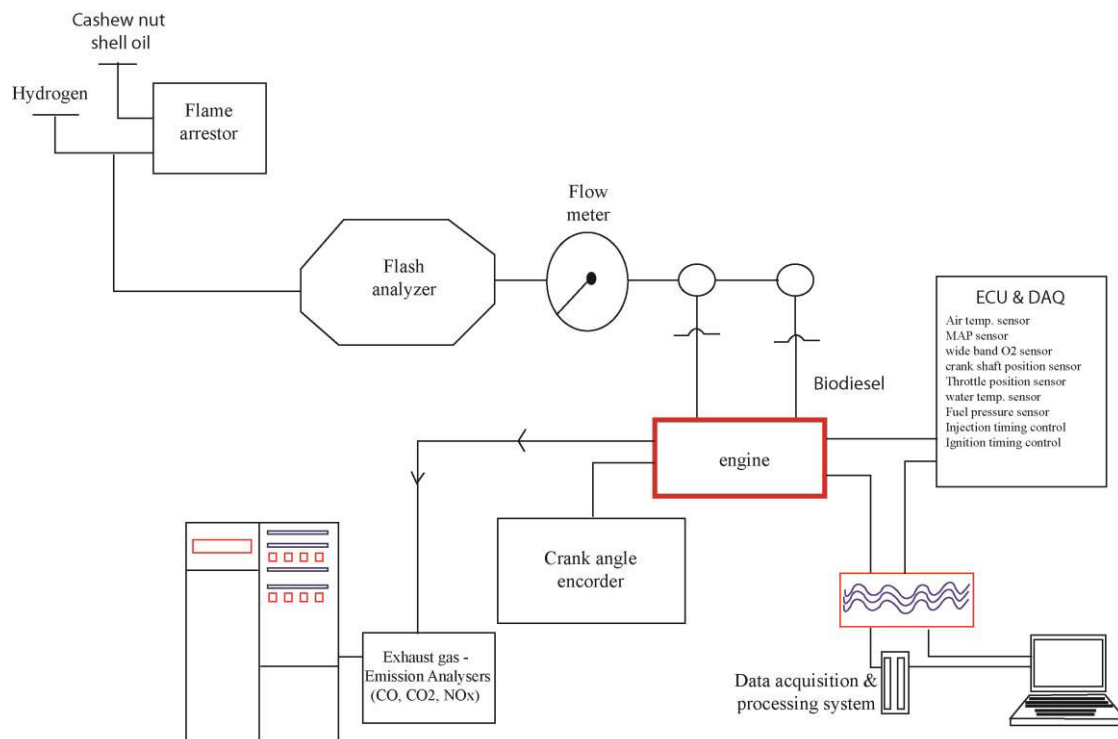 Cashew nut
shell oil
Hydrogen
Flame
arrestor
Flow
meter
Flash
analyzer
ECU & DAQ
Air temp. sensor
MAP sensor
wide band O2 sensor
crank shaft position sensor
Throttle position sensor
water temp. sensor
Fuel pressure sensor
Injection timing control
Ignition timing control
Biodiesel
engine
Crank angle
encorder
Exhaust gas -
Emission Analysers
(CO, CO2, NOx)
Data acquisition &
processing system